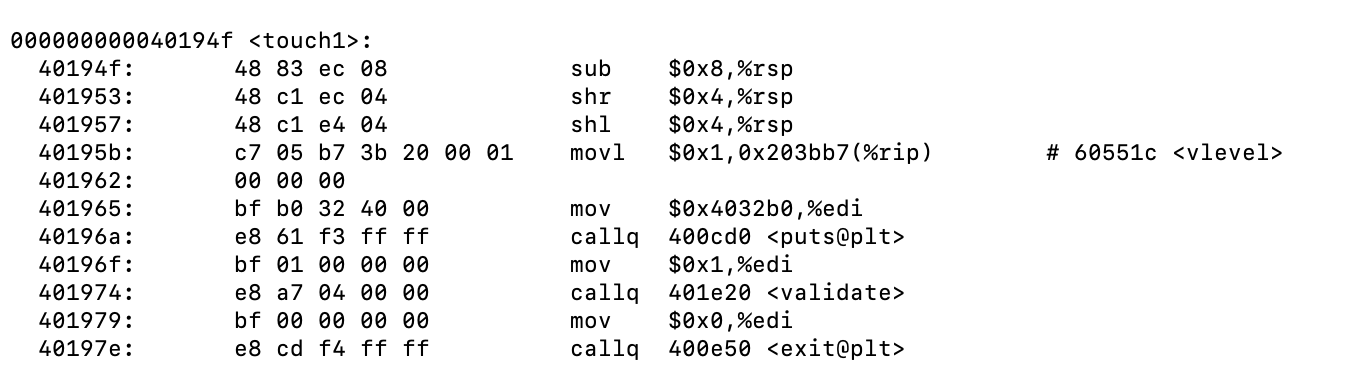 000000000040194f <touch1>:
  40194f:	48 83 ec 08	sub    $0x8,%rsp
  401953:	48 c1 ec 04	shr    $0x4,%rsp
  401957:	48 c1 e4 04	shl    $0x4,%rsp
  40195b:	c7 05 b7 3b 20 00 01	movl   $0x1,0x203bb7(%rip)        # 60551c <vlevel>
  401962:	00 00 00
  401965:	bf b0 32 40 00	mov    $0x4032b0,%edi
  40196a:	e8 61 f3 ff ff	callq  400cd0 <puts@plt>
  40196f:	bf 01 00 00 00	mov    $0x1,%edi
  401974:	e8 a7 04 00 00	callq  401e20 <validate>
  401979:	bf 00 00 00 00	mov    $0x0,%edi
  40197e:	e8 cd f4 ff ff	callq  400e50 <exit@plt>